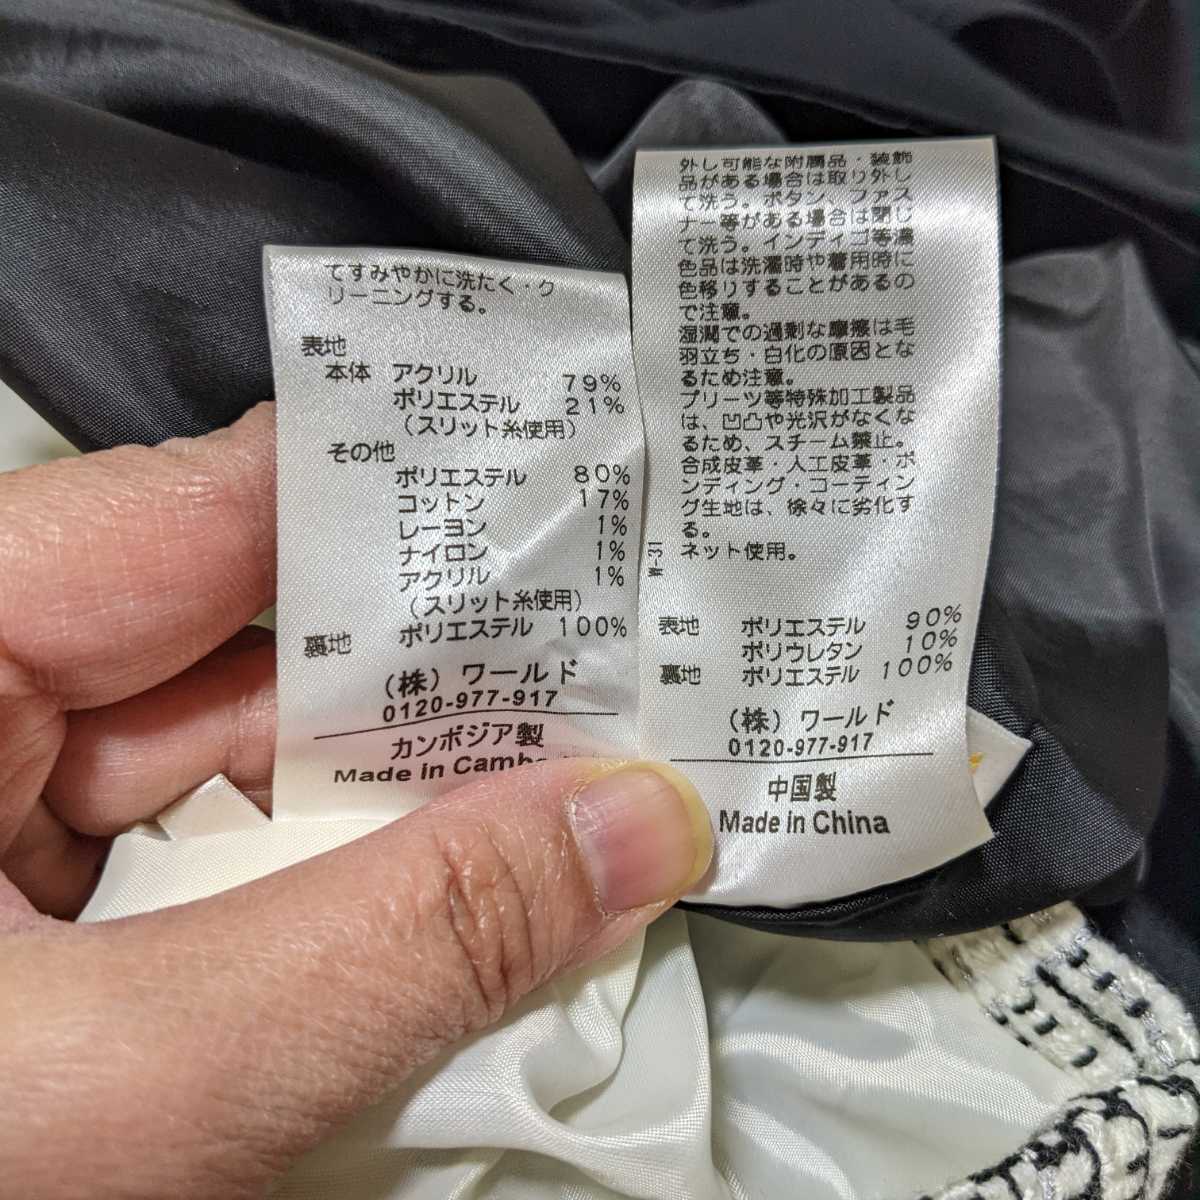 てすみやかに洗たく・ク
リーニングする。
表地
本体 アクリル 79%
ポリエステル 21%
(スリット糸使用)
その他
ポリエステル 80%
コットン 17%
レーヨン 1%
ナイロン 1%
アクリル 1%
(スリット糸使用)
裏地 ポリエステル 100%
(株) ワールド
0120-977-917
カンボジア製
Made in Camb
外し可能な附属品・装飾
品がある場合は取り外し
て洗う。ボタン、ファス
ナー等がある場合は閉じ
て洗う。インディゴ等濃
色品は洗濯時や着用時に
色移りすることがあるの
で注意。
湿潤での過剰な摩擦は毛
羽立ち・白化の原因とな
るため注意。
プリーツ等特殊加工製品
は、凹凸や光沢がなくな
るため、スチーム禁止。
合成皮革・人工皮革・ボ
ンディング・コーティン
グ生地は、徐々に劣化す
る。
ネット使用。
W-31
表地 ポリエステル 90%
ポリウレタン 10%
裏地 ポリエステル 100%
(株) ワールド
0120-977-917
中国製
Made in China